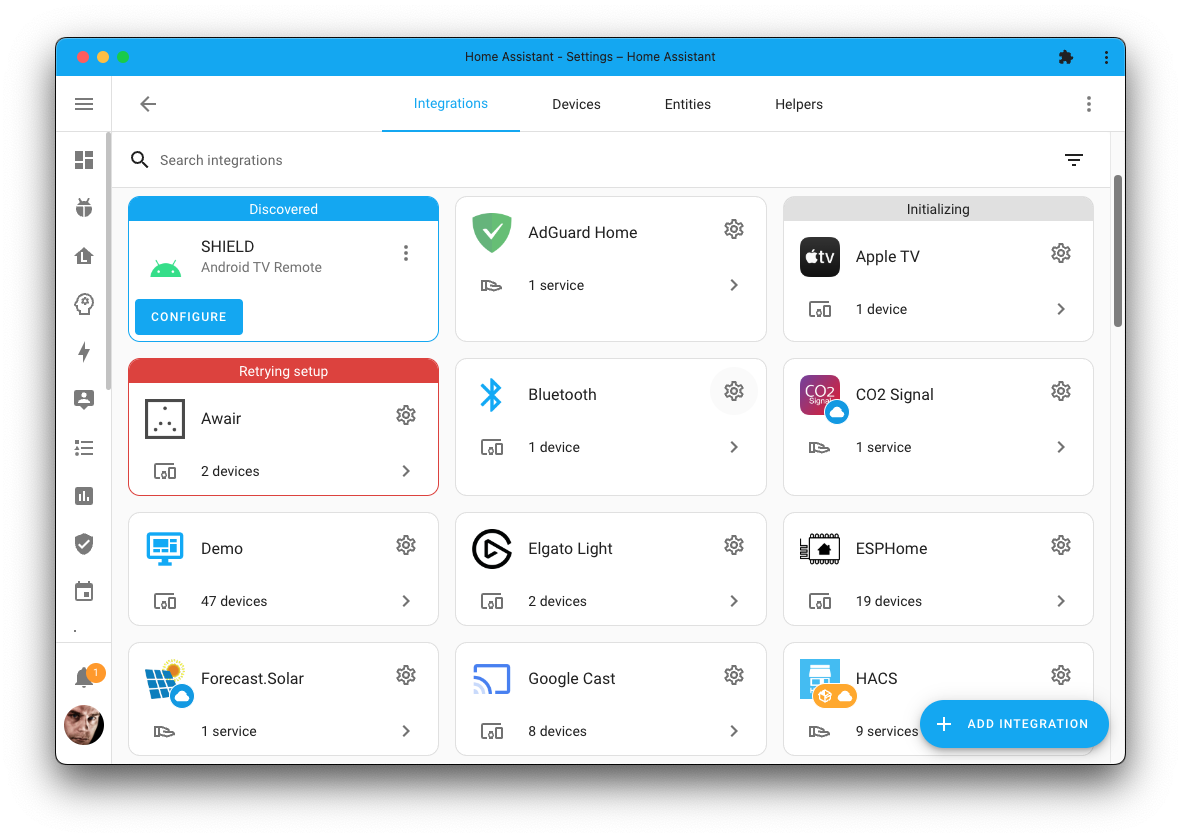 Home Assistant - Settings – Home Assistant
Integrations
Devices
Entities
Helpers
Search integrations
Discovered
SHIELD
Android TV Remote
CONFIGURE
AdGuard Home
1 service
Initializing
tv
Apple TV
1 device
Retrying setup
Awair
2 devices
Bluetooth
1 device
CO2
Signal
CO2 Signal
1 service
Demo
47 devices
Elgato Light
2 devices
ESPHome
19 devices
1
Forecast.Solar
1 service
Google Cast
8 devices
HACS
9 services
ADD INTEGRATION